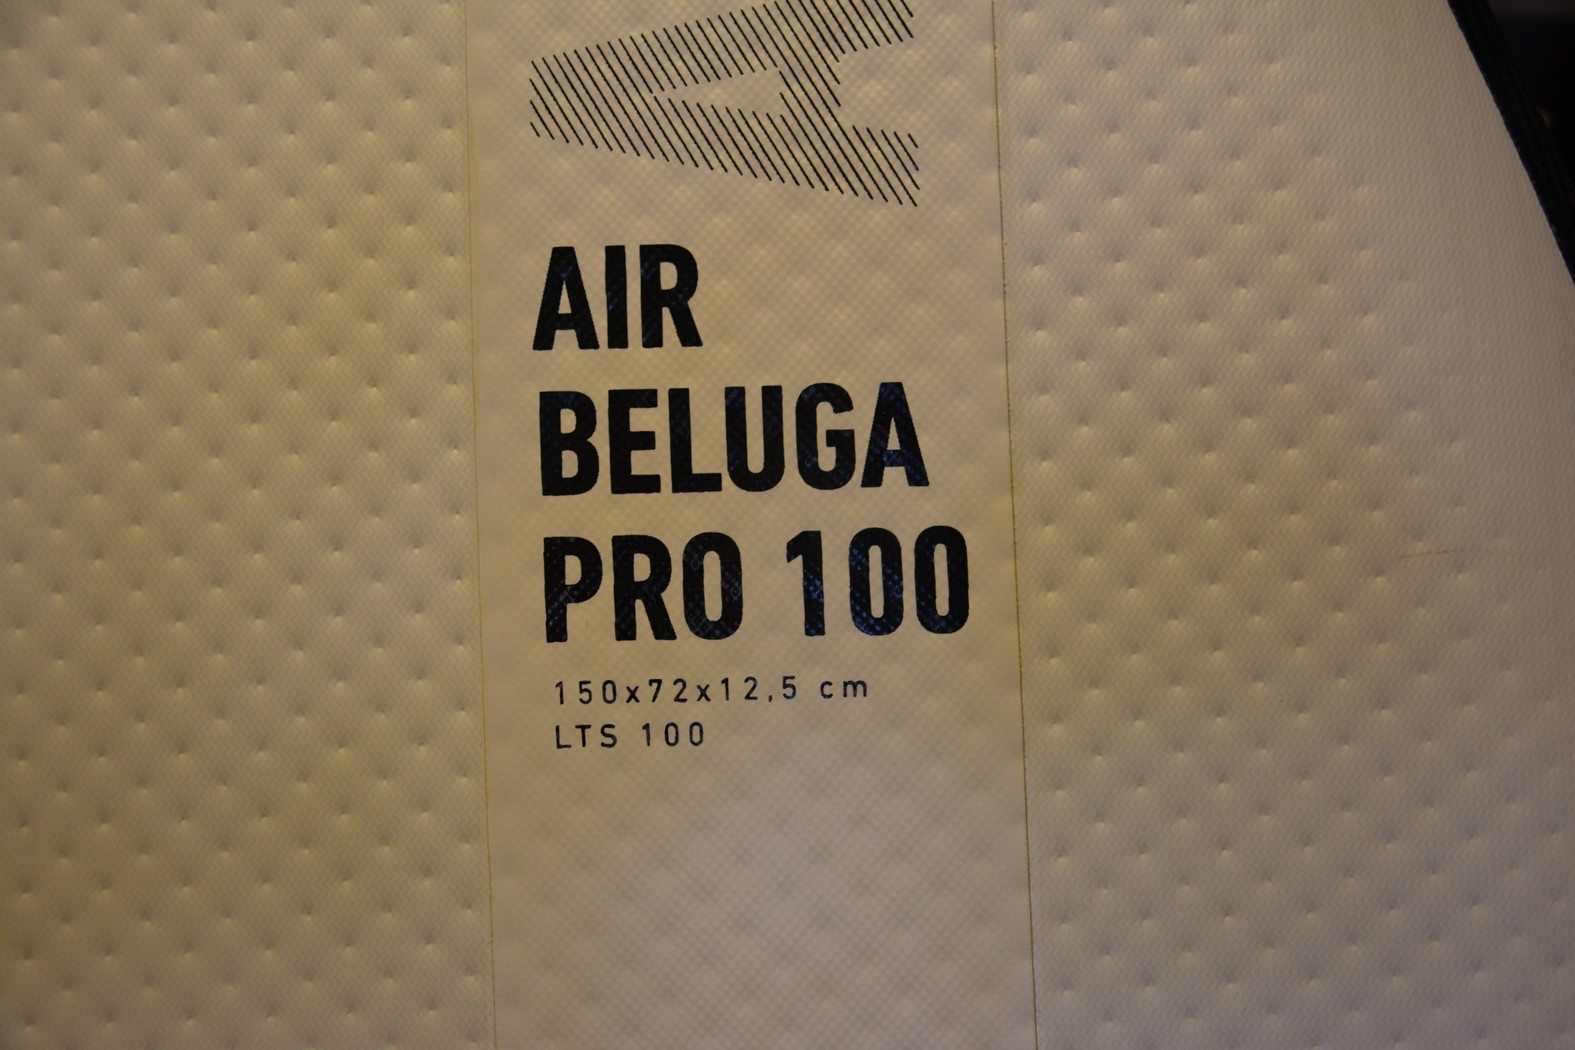 AIR
BELUGA
PRO 100
150x72x12,5 cm
LTS 100